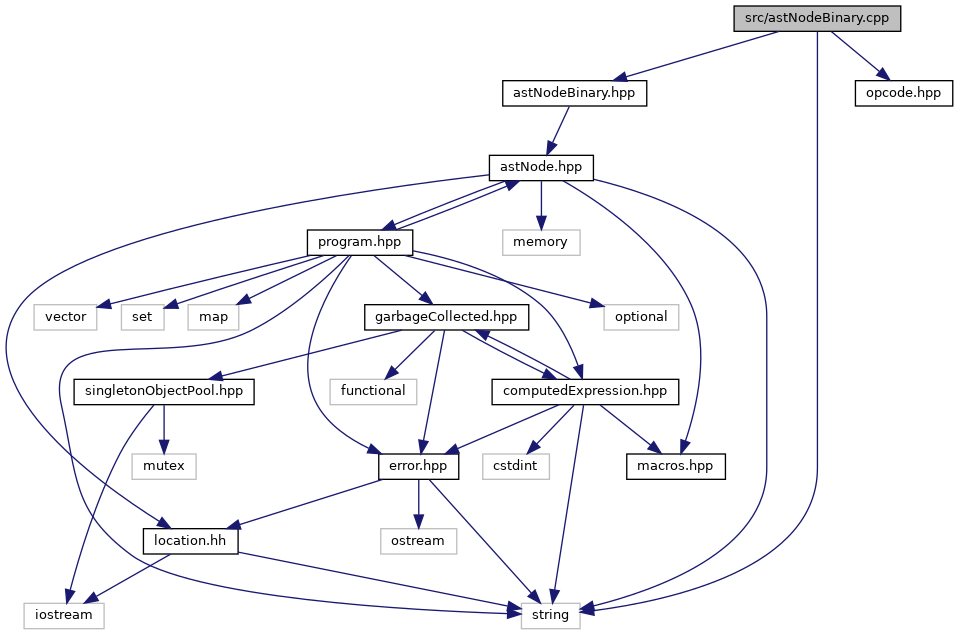 src/astNodeBinary.cpp
astNodeBinary.hpp
opcode.hpp
astNode.hpp
program.hpp
memory
vector
set
map
garbageCollected.hpp
optional
singletonObjectPool.hpp
functional
computedExpression.hpp
mutex
error.hpp
cstdint
macros.hpp
location.hh
ostream
iostream
string